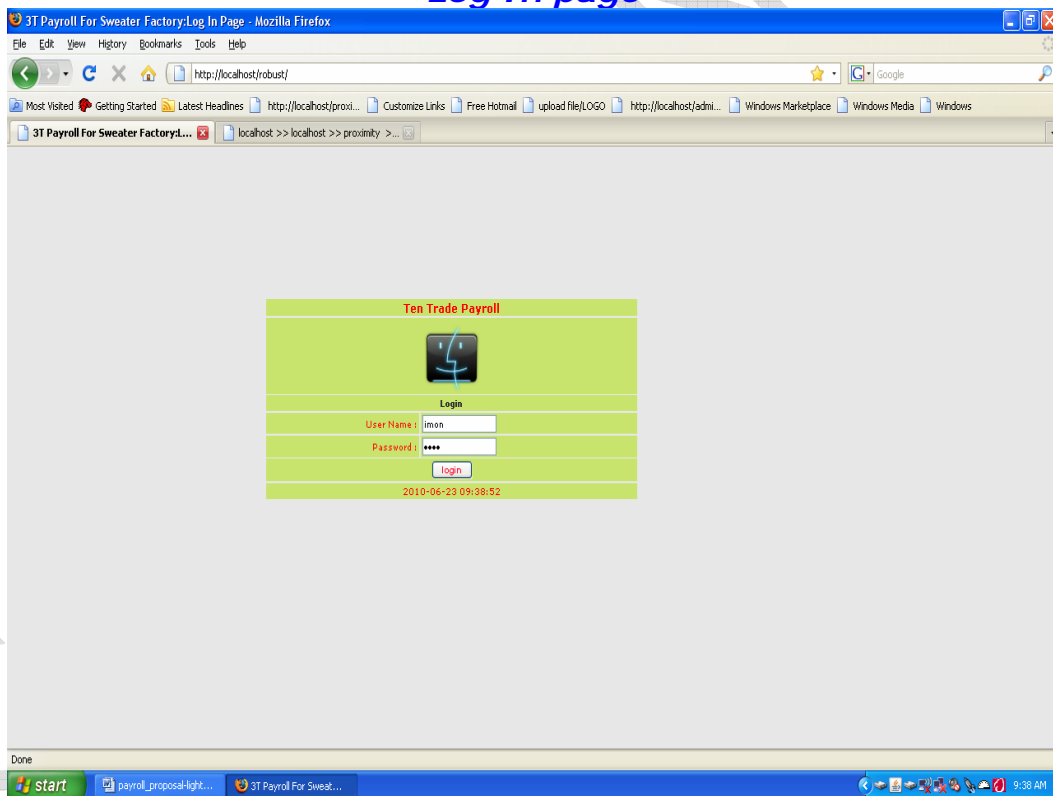 Log In page
3T Payroll For Sweater Factory:Log In Page - Mozilla Firefox
File Edit View History Bookmarks Tools Help
http://localhost/robust/
Google
Most Visited Getting Started Latest Headlines http://localhost/proxi... Customize Links Free Hotmail upload file/LOGO http://localhost/admi... Windows Marketplace Windows Media Windows
3T Payroll For Sweater Factory:L... localhost >> localhost >> proximity >...
Ten Trade Payroll
Login
User Name : imon
Password : ••••
login
2010-06-23 09:38:52
Done
start payroll_proposal-light... 3T Payroll For Sweat... 9:38 AM